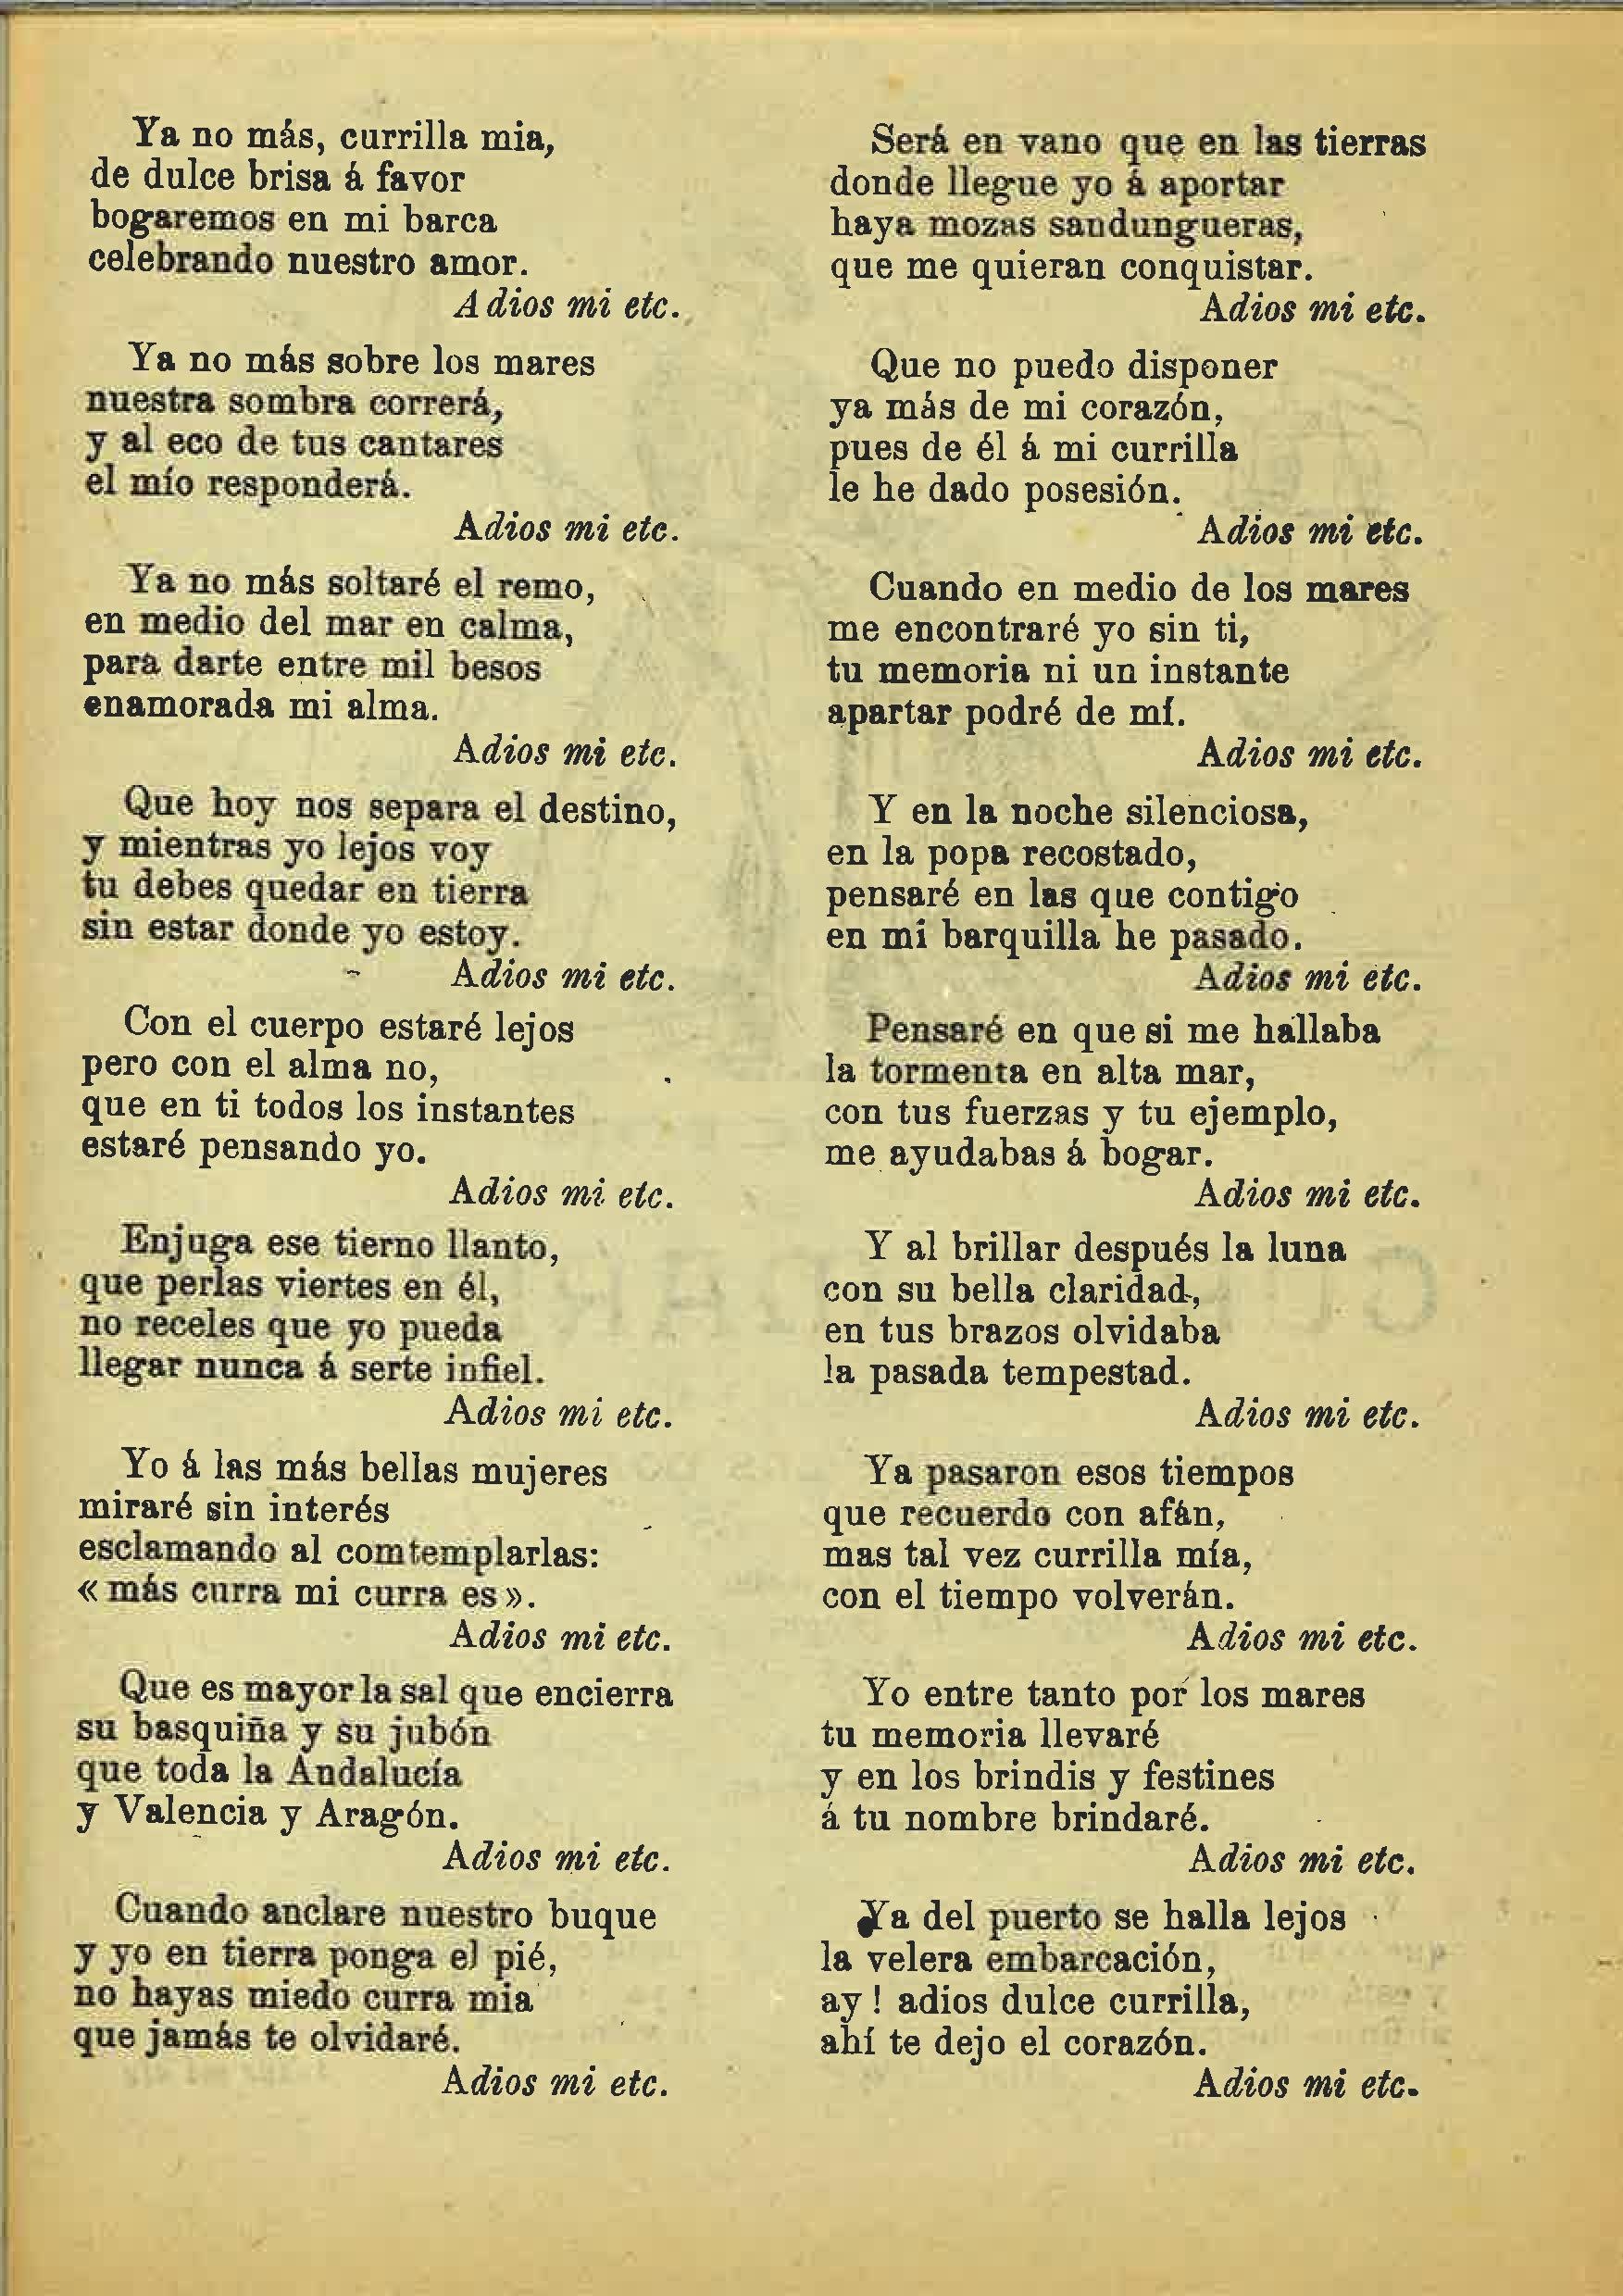 Ya no más, currilla mia,
de dulce brisa á favor
bogaremos en mi barca
celebrando nuestro amor.
Adios mi etc.
Ya no más sobre los mares
nuestra sombra correrá,
y al eco de tus cantares
el mío responderá.
Adios mi etc.
Ya no más soltaré el remo,
en medio del mar en calma,
para darte entre mil besos
enamorada mi alma.
Adios mi etc.
Que hoy nos separa el destino,
y mientras yo lejos voy
tu debes quedar en tierra
sin estar donde yo estoy.
Adios mi etc.
Con el cuerpo estaré lejos
pero con el alma no,
que en ti todos los instantes
estaré pensando yo.
Adios mi etc.
Enjuga ese tierno llanto,
que perlas viertes en él,
no receles que yo pueda
llegar nunca á serte infiel.
Adios mi etc.
Yo á las más bellas mujeres
miraré sin interés
esclamando al comtemplarlas:
«más curra mi curra es».
Adios mi etc.
Que es mayor la sal que encierra
su basquiña y su jubón
que toda la Andalucía
y Valencia y Aragón.
Adios mi etc.
Cuando anclare nuestro buque
y yo en tierra ponga el pié,
no hayas miedo curra mia
que jamás te olvidaré.
Adios mi etc.
Será en vano que en las tierras
donde llegue yo á aportar
haya mozas sandungueras,
que me quieran conquistar.
Adios mi etc.
Que no puedo disponer
ya más de mi corazón,
pues de él á mi currilla
le he dado posesión.
Adios mi etc.
Cuando en medio de los mares
me encontraré yo sin ti,
tu memoria ni un instante
apartar podré de mí.
Adios mi etc.
Y en la noche silenciosa,
en la popa recostado,
pensaré en las que contigo
en mi barquilla he pasado.
Adios mi etc.
Pensaré en que si me hallaba
la tormenta en alta mar,
con tus fuerzas y tu ejemplo,
me ayudabas á bogar.
Adios mi etc.
Y al brillar después la luna
con su bella claridad,
en tus brazos olvidaba
la pasada tempestad.
Adios mi etc.
Ya pasaron esos tiempos
que recuerdo con afán,
mas tal vez currilla mía,
con el tiempo volverán.
Adios mi etc.
Yo entre tanto por los mares
tu memoria llevaré
y en los brindis y festines
á tu nombre brindaré.
Adios mi etc.
Ya del puerto se halla lejos
la velera embarcación,
ay! adios dulce currilla,
ahí te dejo el corazón.
Adios mi etc.